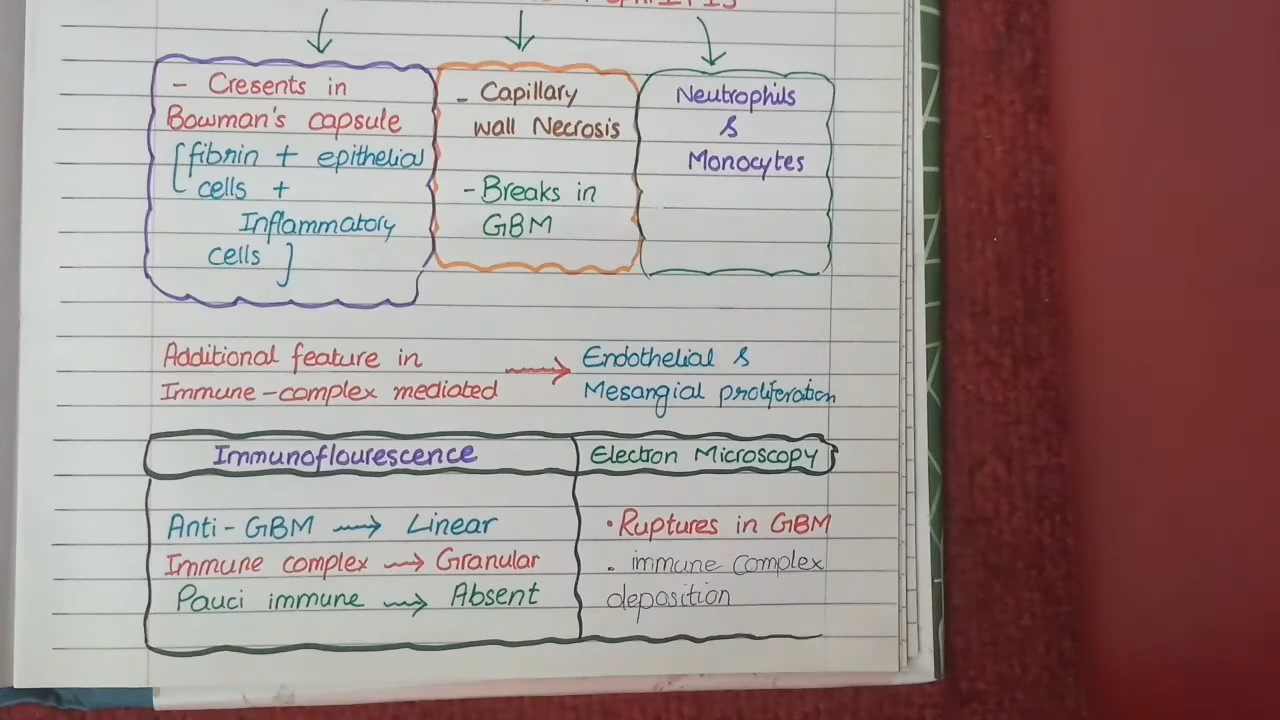 - Cresents in
Bowman's capsule
[fibrin + epithelial
cells +
Inflammatory
cells ]
- Capillary
wall Necrosis
- Breaks in
GBM
Neutrophils
&
Monocytes
Additional feature in
Immune-complex mediated
→ Endothelial &
Mesangial proliferation
Immunoflourescence
Anti-GBM → Linear
Immune complex → Granular
Pauci immune → Absent
Electron Microscopy
• Ruptures in GBM
. immune complex
deposition